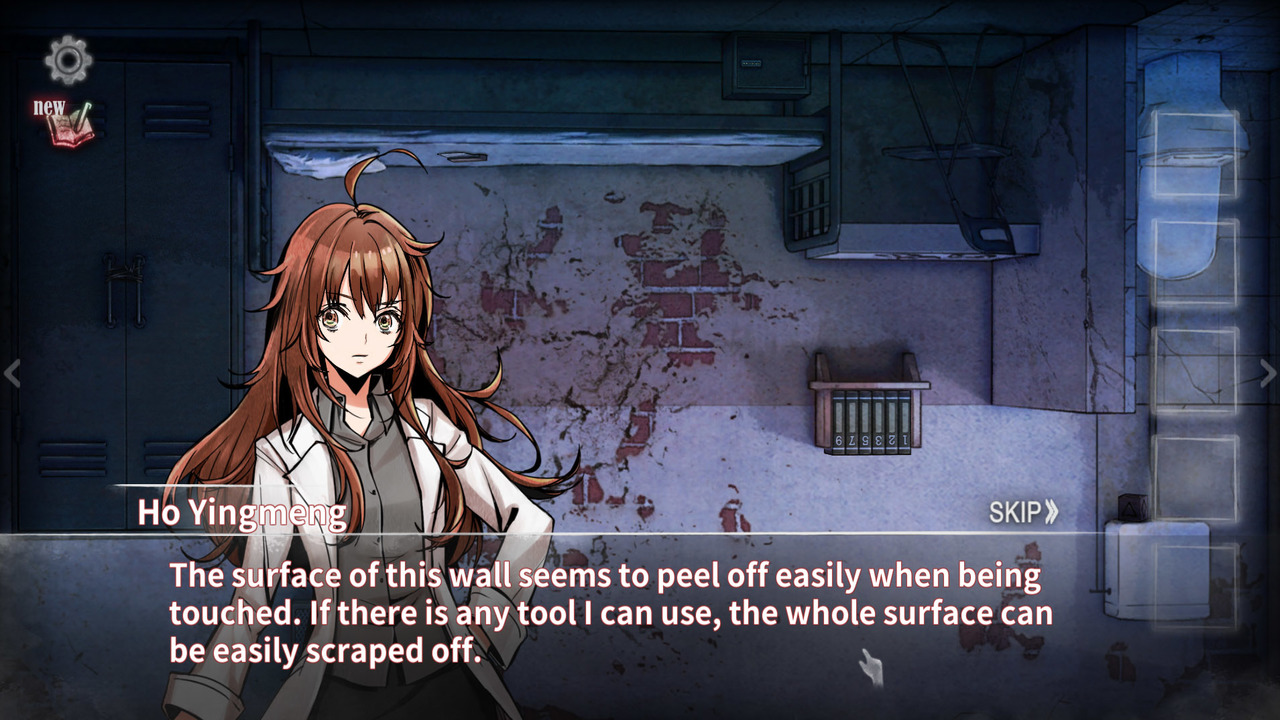 new
Ho Yingmeng
SKIP
The surface of this wall seems to peel off easily when being
touched. If there is any tool I can use, the whole surface can
be easily scraped off.